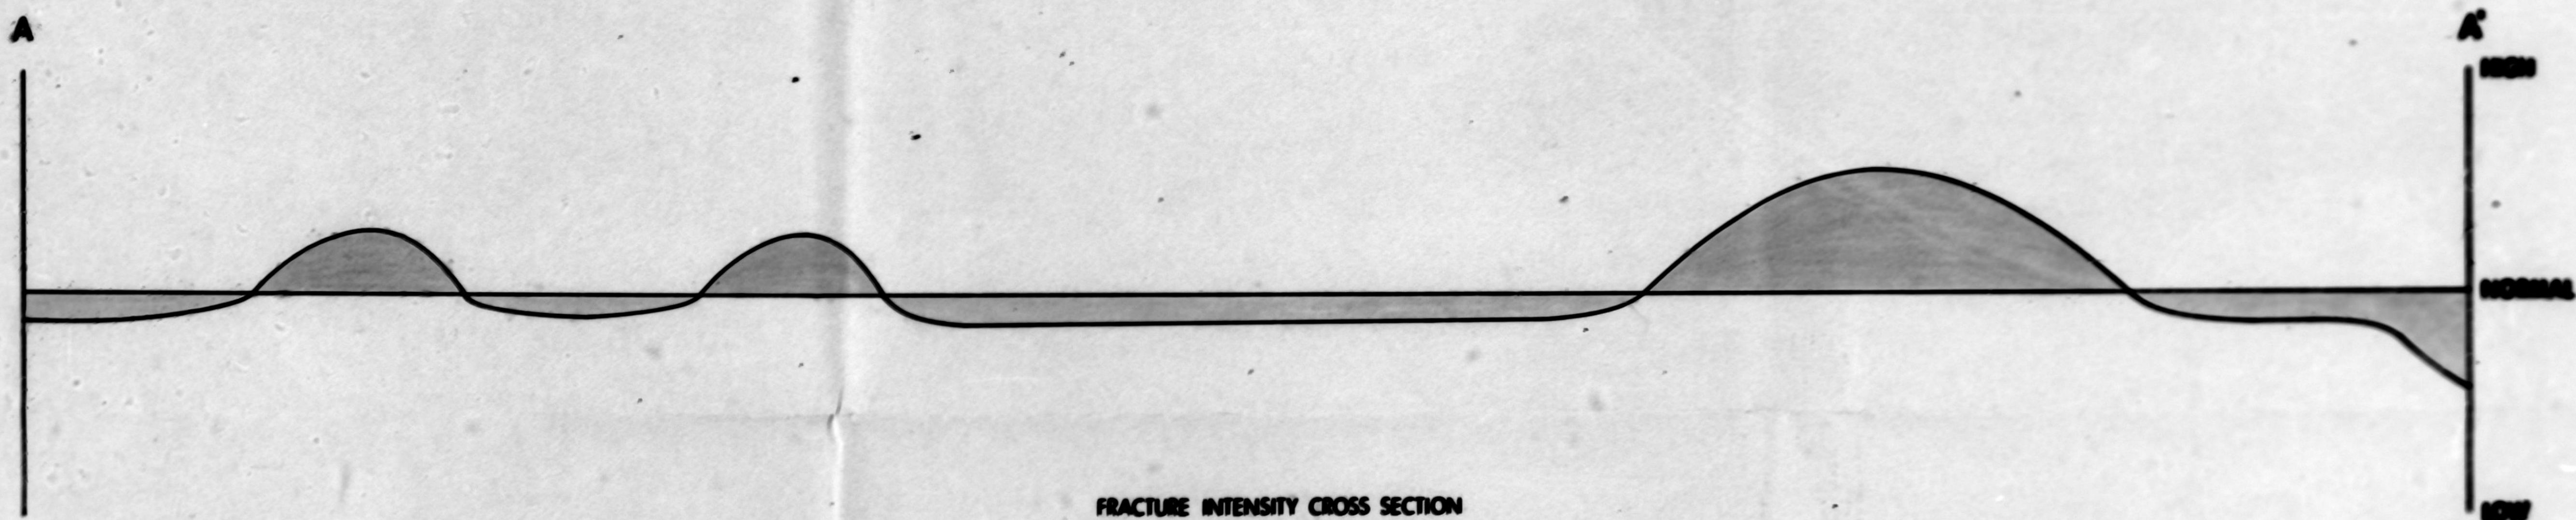 A
A'
HIGH
NORMAL
FRACTURE INTENSITY CROSS SECTION
LOW